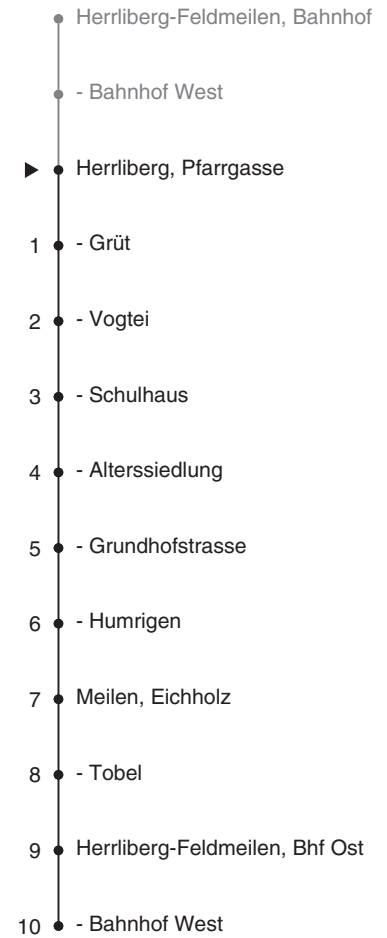 Herrliberg-Feldmeilen, Bahnhof
- Bahnhof West
Herrliberg, Pfarrgasse
1 - Grüt
2 - Vogtei
3 - Schulhaus
4 - Alterssiedlung
5 - Grundhofstrasse
6 - Humrigen
7 Meilen, Eichholz
8 - Tobel
9 Herrliberg-Feldmeilen, Bhf Ost
10 - Bahnhof West